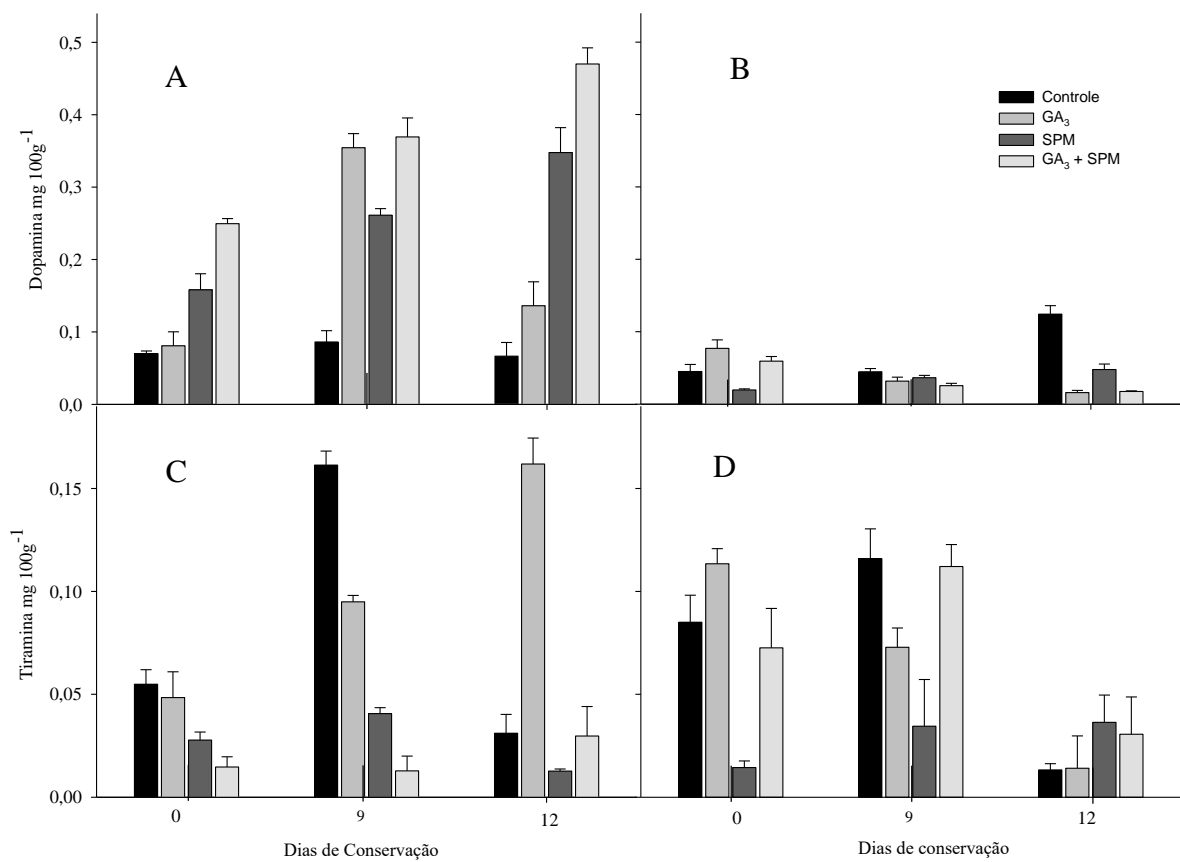 A
B
Controle
GA3
SPM
GA3 + SPM
Dopamina mg 100g-1
0,5
0,4
0,3
0,2
0,1
0,0
C
D
Tiramina mg 100g-1
0,15
0,10
0,05
0,00
0 9 12
0 9 12
Dias de Conservação
Dias de conservação